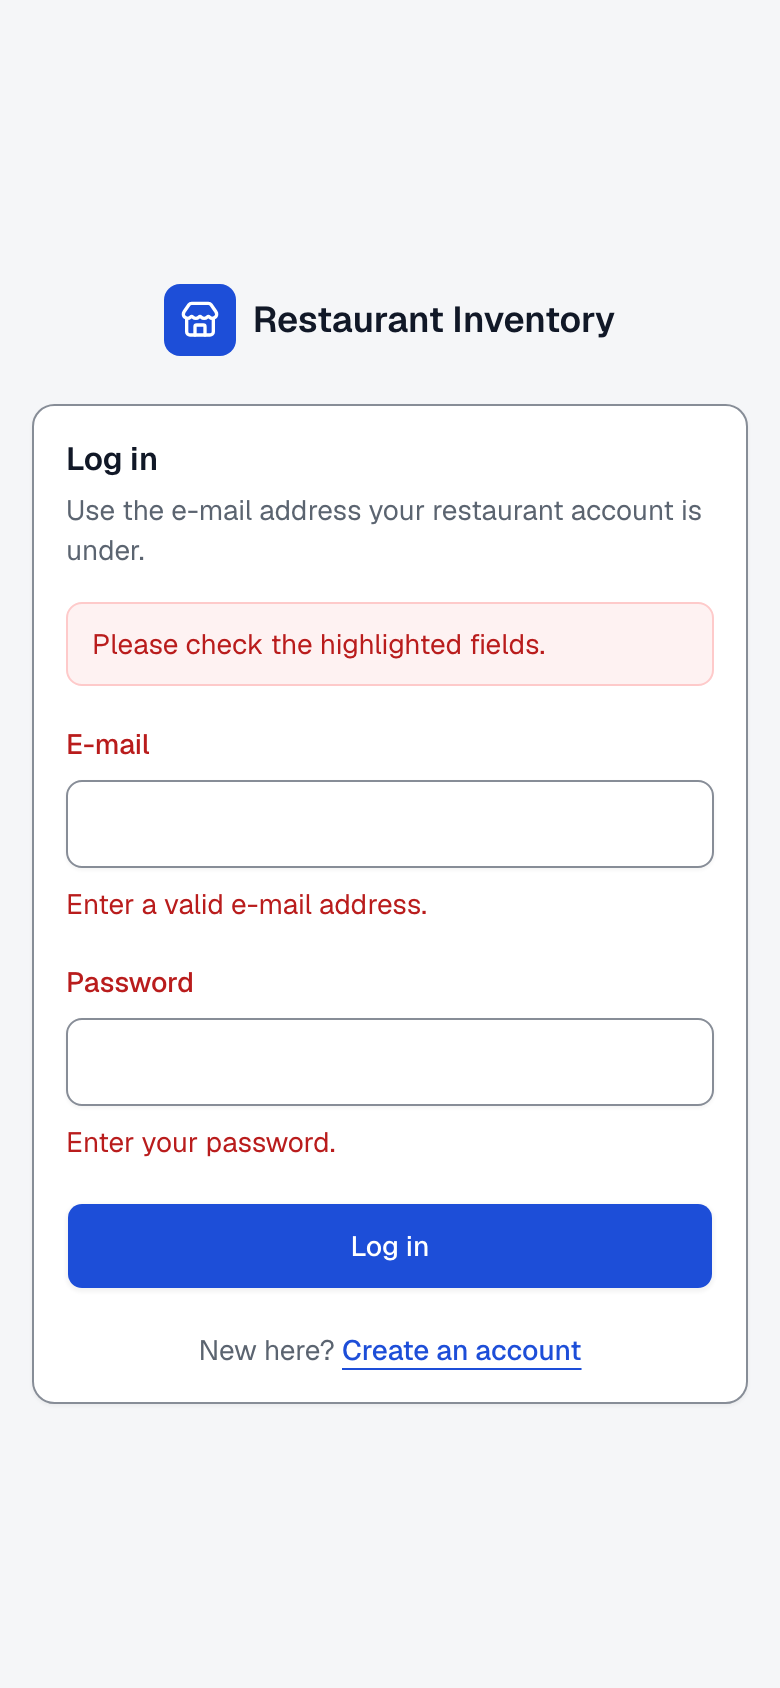 Restaurant Inventory
Log in
Use the e-mail address your restaurant account is
under.
Please check the highlighted fields.
E-mail
Enter a valid e-mail address.
Password
Enter your password.
Log in
New here? Create an account